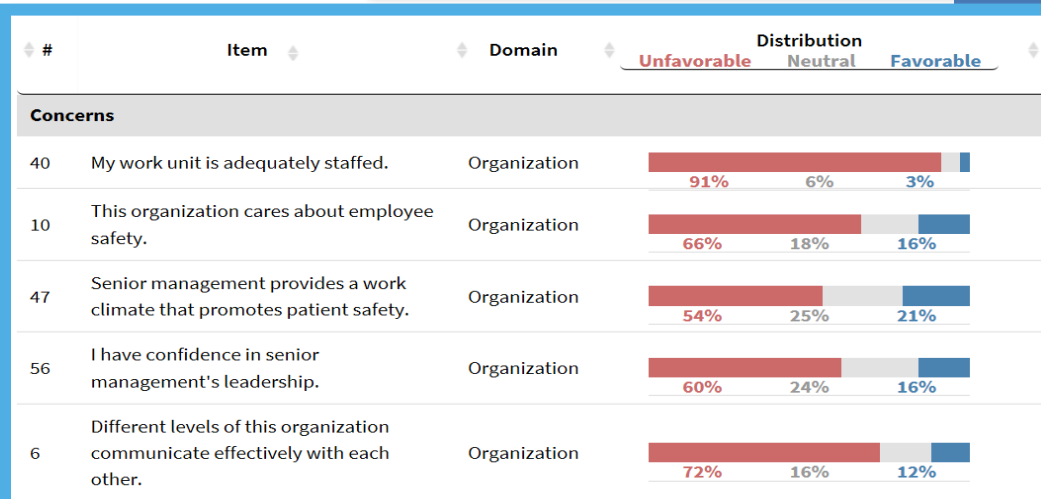 # Item Domain Distribution
Unfavorable Neutral Favorable
Concerns
40 My work unit is adequately staffed. Organization
91% 6% 3%
This organization cares about employee
10 safety. Organization
66% 18% 16%
Senior management provides a work
47 climate that promotes patient safety. Organization
54% 25% 21%
I have confidence in senior
56 management's leadership. Organization
60% 24% 16%
Different levels of this organization
6 communicate effectively with each Organization
other.
72% 16% 12%